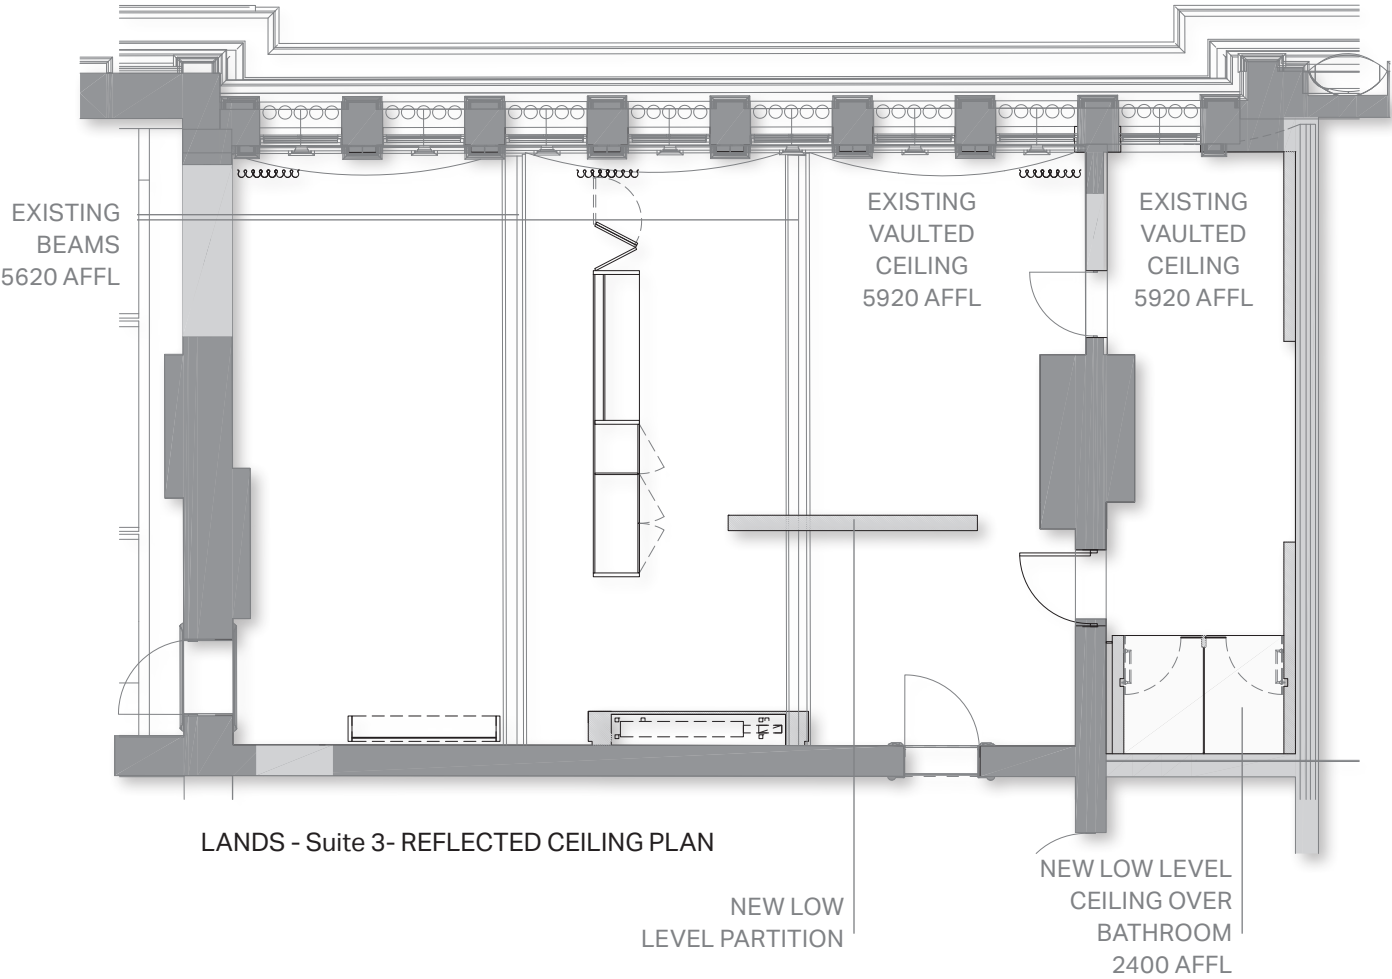 EXISTING
BEAMS
5620 AFFL
EXISTING
VAULTED
CEILING
5920 AFFL
EXISTING
VAULTED
CEILING
5920 AFFL
LANDS - Suite 3- REFLECTED CEILING PLAN
NEW LOW
LEVEL PARTITION
NEW LOW LEVEL
CEILING OVER
BATHROOM
2400 AFFL